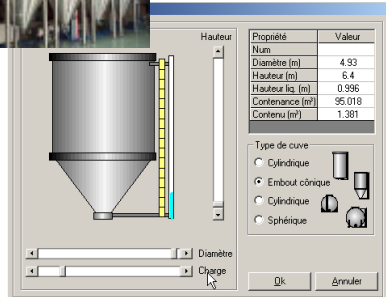 Hauteur
Propriété Valeur
Num
Diamètre (m) 4.93
Hauteur (m) 6.4
Hauteur liq. (m) 0.996
Contenance (m³) 95.018
Contenu (m³) 1.381
Type de cuve
Cylindrique
Embout cônique
Cylindrique
Sphérique
Diamètre
Charge
Ok Annuler